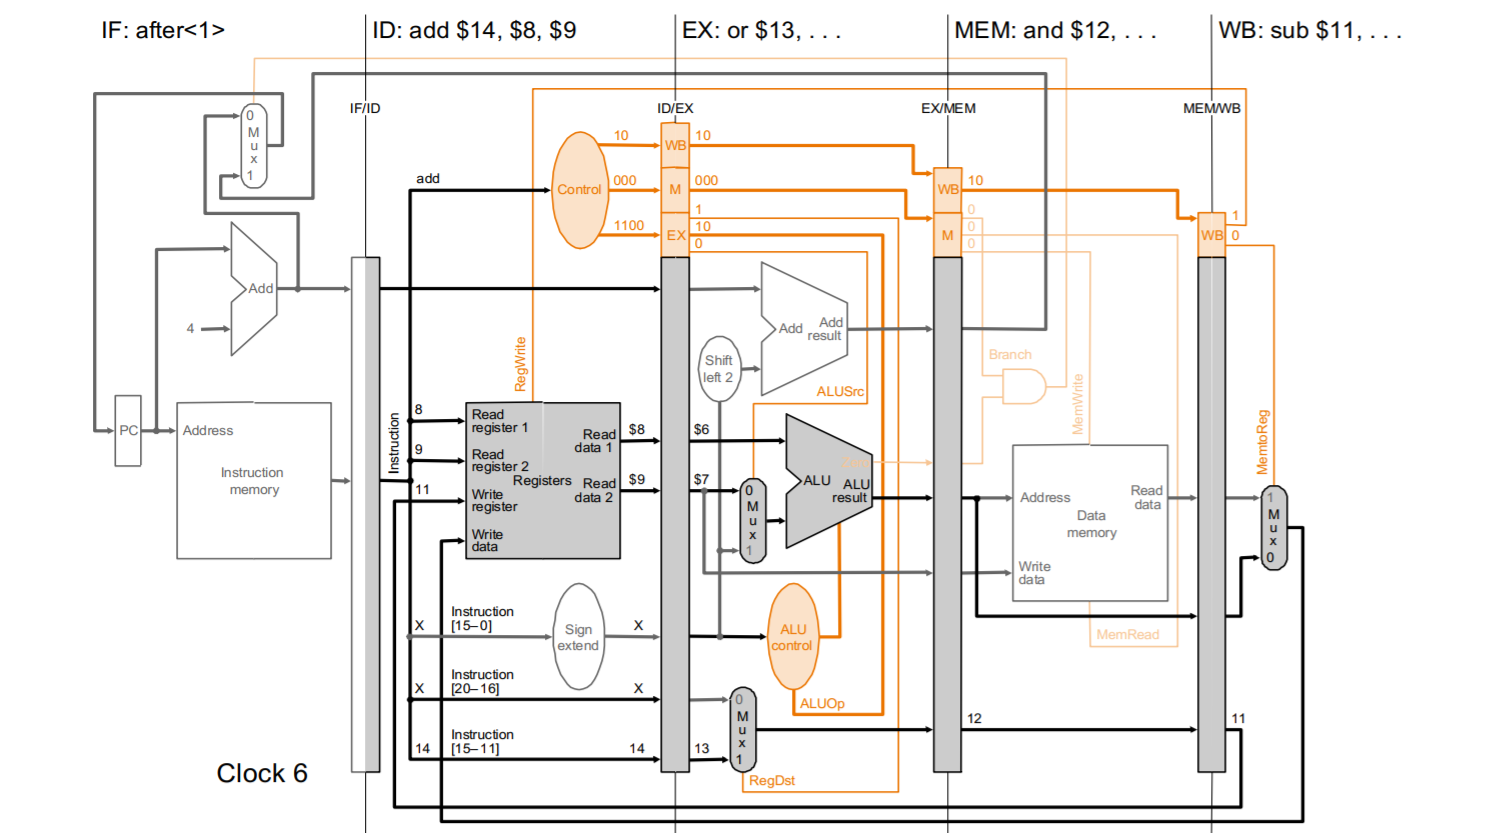 IF: after<1>
ID: add $14, $8, $9
EX: or $13, . . .
MEM: and $12, . . .
WB: sub $11, . . .
IF/ID
ID/EX
EX/MEM
MEM/WB
0
M
u
x
1
add
Control
10
000
1100
WB
M
EX
10
000
1
10
0
WB
M
10
0
0
0
WB
1
0
Add
4
RegWrite
Shift
left 2
Add
Add
result
ALUSrc
Branch
MemWrite
MemtoReg
PC
Address
Instruction
memory
Instruction
8
9
11
Read
register 1
Read
register 2
Write
register
Write
data
Registers
Read
data 1
Read
data 2
$8
$9
$6
$7
0
M
u
x
1
ALU
ALU
result
Address
Read
data
Data
memory
Write
data
1
M
u
x
0
X
Instruction
[15–0]
Sign
extend
X
ALU
control
MemRead
X
Instruction
[20–16]
X
ALUOp
0
M
u
x
1
14
Instruction
[15–11]
14
13
12
11
RegDst
Clock 6